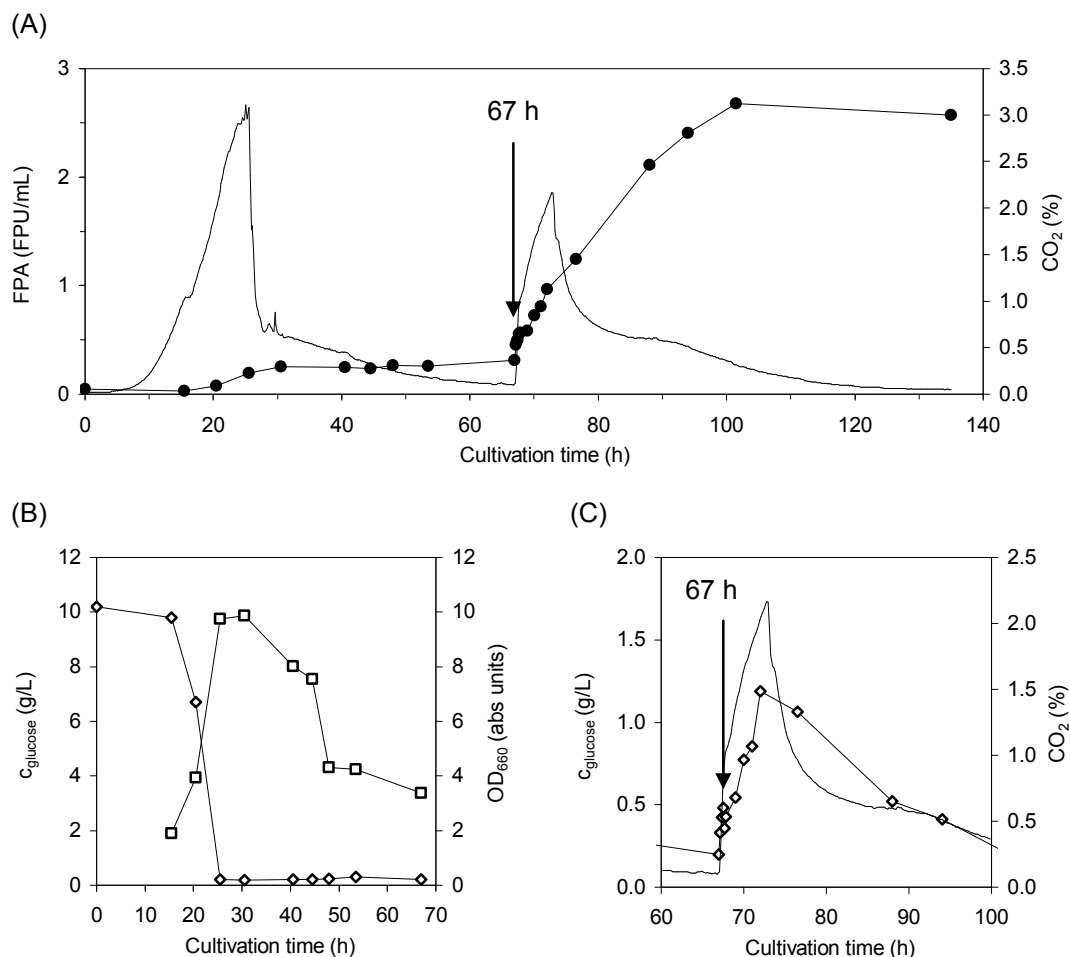 (A)
3
2
1
0
FPA (FPU/mL)
67 h
3.5
3.0
2.5
2.0
1.5
1.0
0.5
0.0
CO2 (%)
0 20 40 60 80 100 120 140
Cultivation time (h)
(B)
12
10
8
6
4
2
0
cglucose (g/L)
12
10
8
6
4
2
0
OD660 (abs units)
0 10 20 30 40 50 60 70
Cultivation time (h)
(C)
2.0
1.5
1.0
0.5
0.0
cglucose (g/L)
67 h
2.5
2.0
1.5
1.0
0.5
0.0
CO2 (%)
60 70 80 90 100
Cultivation time (h)